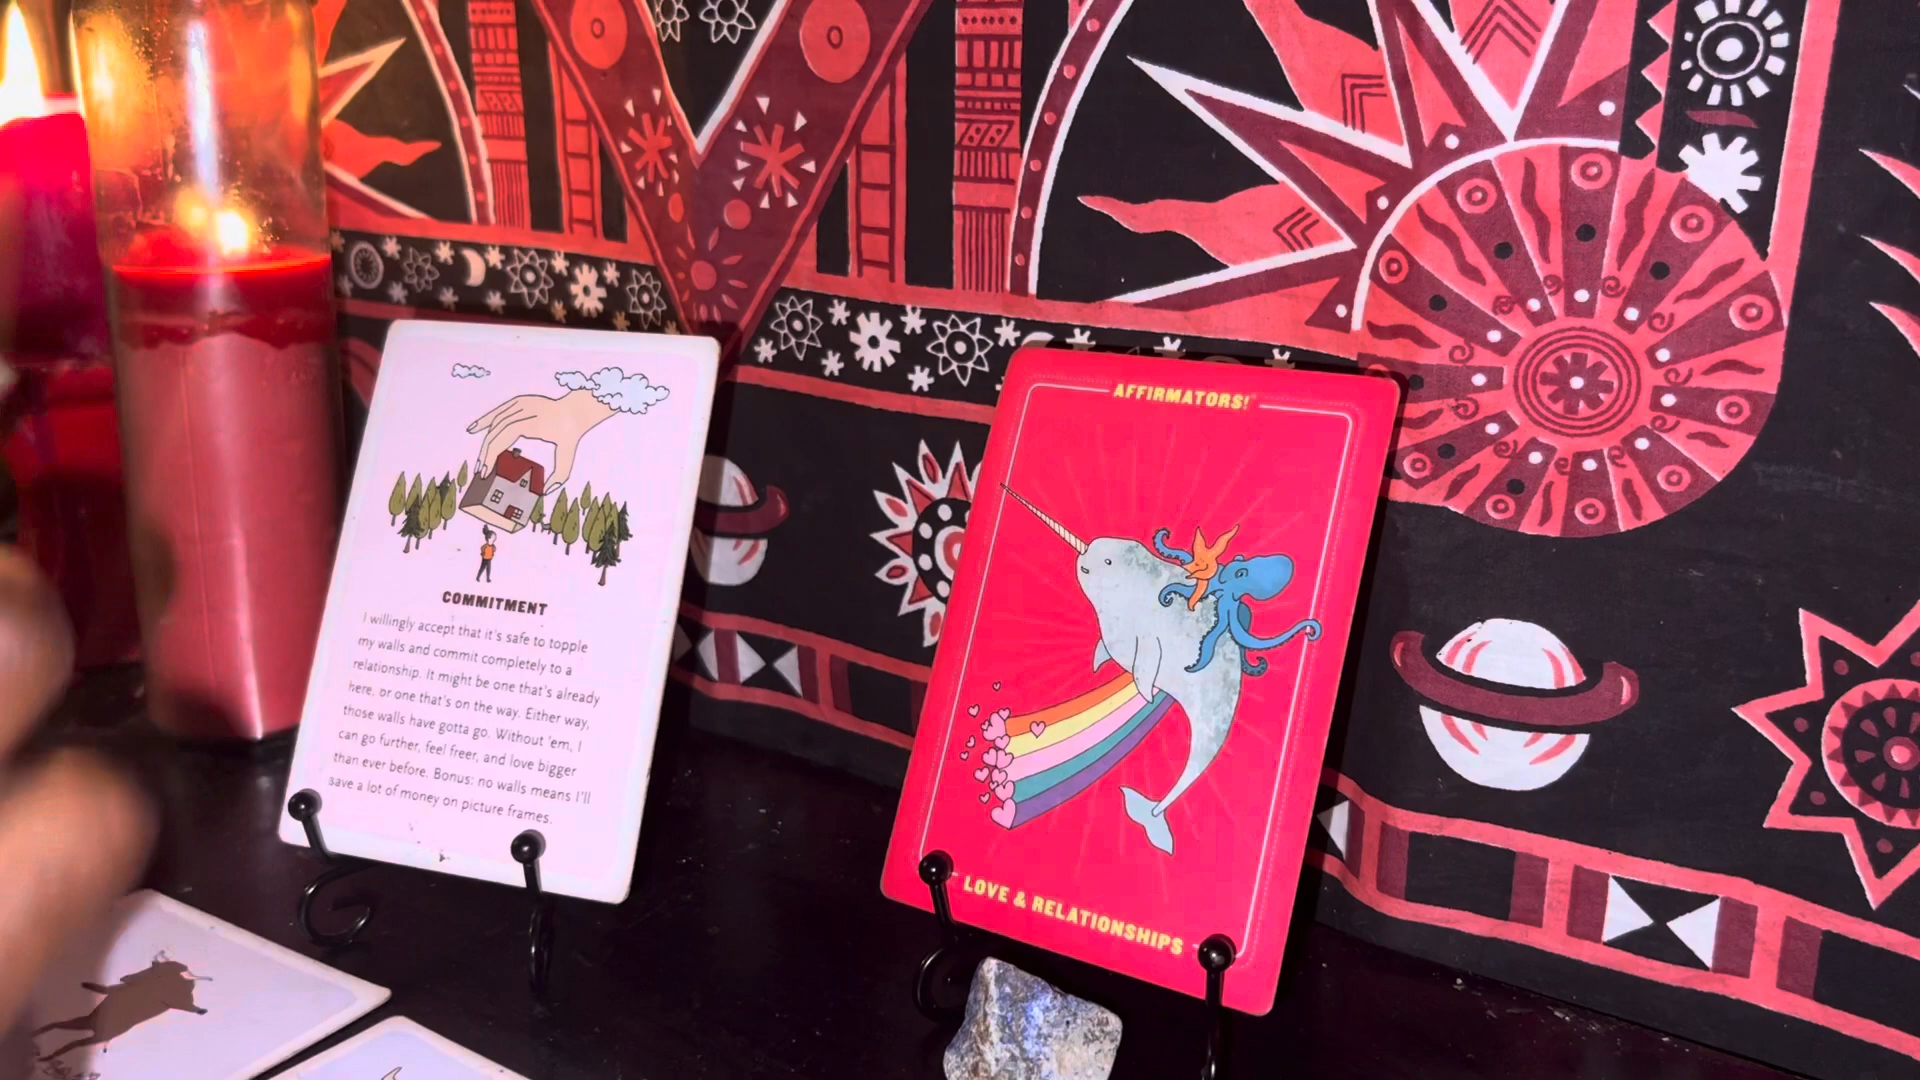 COMMITMENT
I willingly accept that it's safe to topple
my walls and commit completely to a
relationship. It might be one that's already
here, or one that's on the way. Either way,
those walls have gotta go. Without 'em, I
can go further, feel freer, and love bigger
than ever before. Bonus: no walls means I'll
save a lot of money on picture frames.
AFFIRMATORS!
LOVE & RELATIONSHIPS